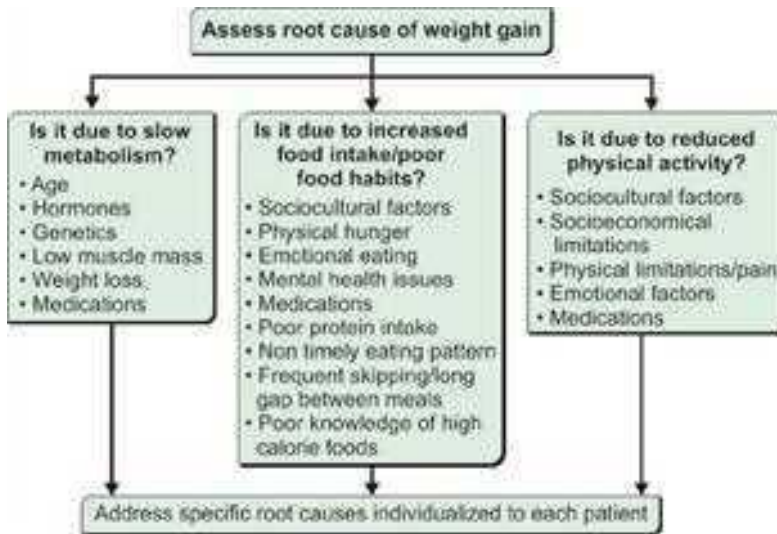 Assess root cause of weight gain
Is it due to slow
metabolism?
• Age
• Hormones
• Genetics
• Low muscle mass
• Weight loss
• Medications
Is it due to increased
food intake/poor
food habits?
• Sociocultural factors
• Physical hunger
• Emotional eating
• Mental health issues
• Medications
• Poor protein intake
• Non timely eating pattern
• Frequent skipping/long
gap between meals
• Poor knowledge of high
calorie foods
Is it due to reduced
physical activity?
• Sociocultural factors
• Socioeconomical
limitations
• Physical limitations/pain
• Emotional factors
• Medications
Address specific root causes individualized to each patient